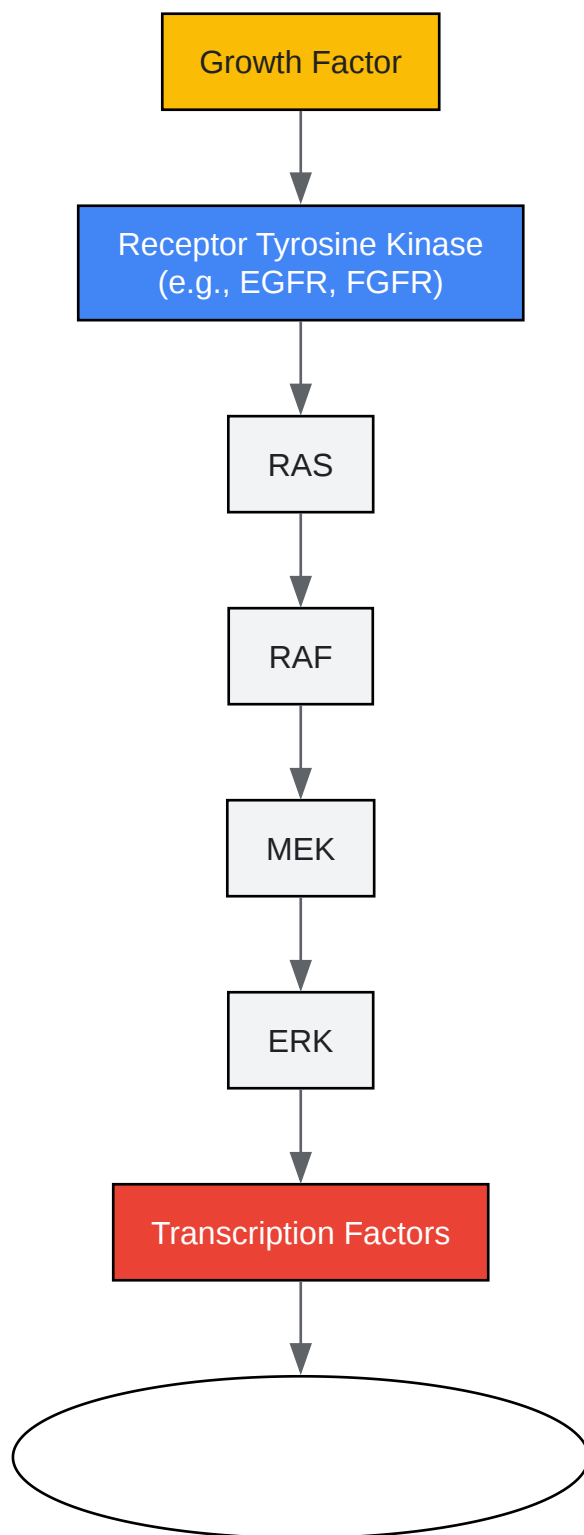 Growth Factor
Receptor Tyrosine Kinase
(e.g., EGFR, FGFR)
RAS
RAF
MEK
ERK
Transcription Factors